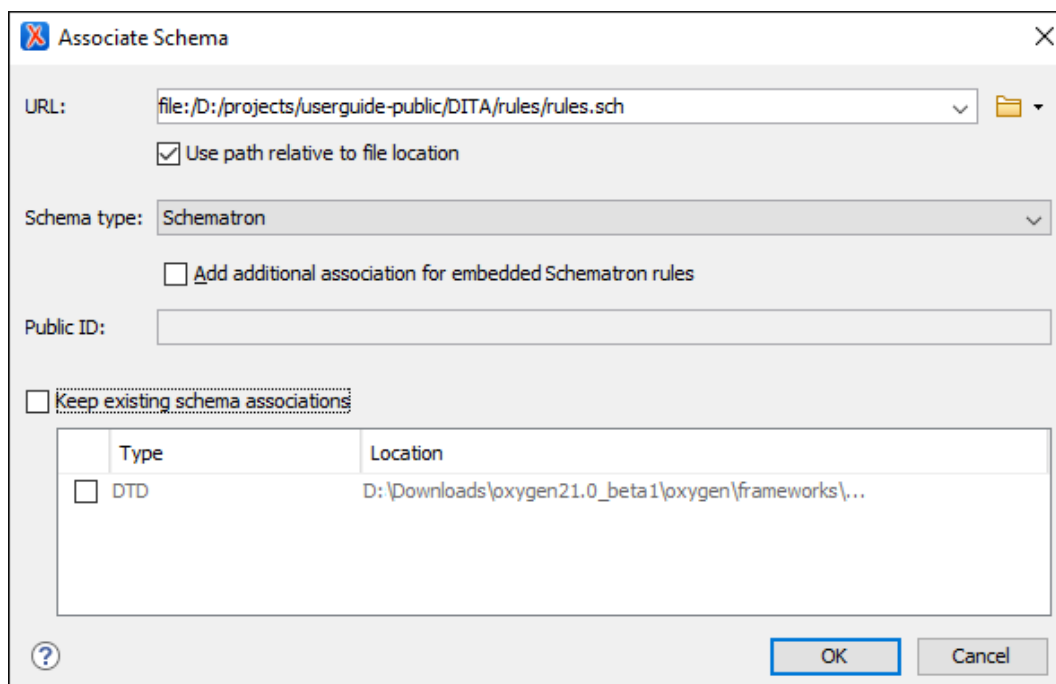 Associate Schema
URL: file:/D:/projects/userguide-public/DITA/rules/rules.sch
Use path relative to file location
Schema type: Schematron
Add additional association for embedded Schematron rules
Public ID:
Keep existing schema associations
Type Location
DTD D:\Downloads\oxygen21.0_beta1\oxygen\frameworks\...
? OK Cancel